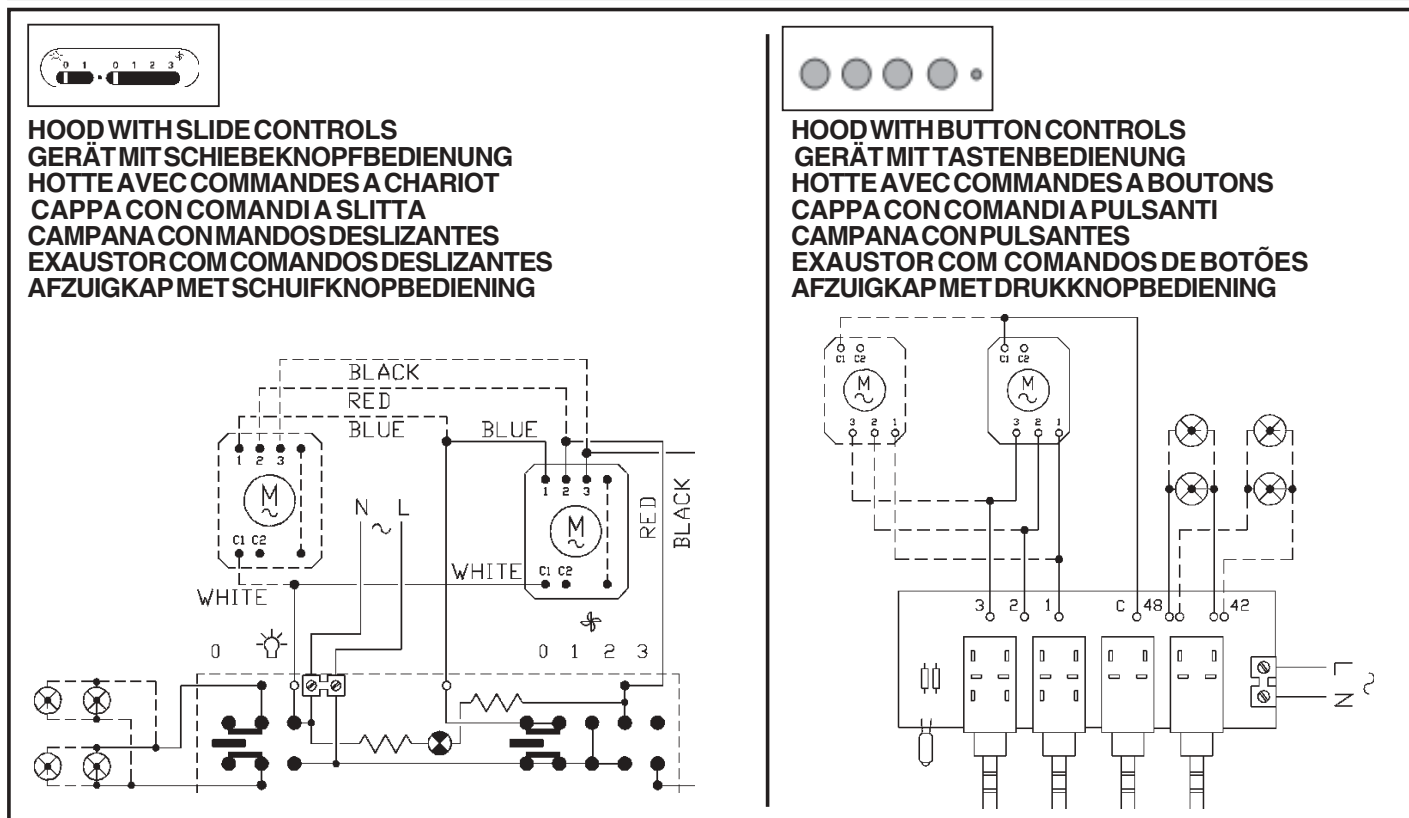 0 1 0 1 2 3
HOOD WITH SLIDE CONTROLS
GERÄT MIT SCHIEBEKNOPFBEDIENUNG
HOTTE AVEC COMMANDES A CHARIOT
CAPPA CON COMANDI A SLITTA
CAMPANA CON MANDOS DESLIZANTES
EXAUSTOR COM COMANDOS DESLIZANTES
AFZUIGKAP MET SCHUIFKNOPBEDIENING
BLACK
RED
BLUE BLUE
1 2 3
M
N L
1 2 3
M
RED
BLACK
C1 C2
WHITE
C1 C2
WHITE
0 0 1 2 3
HOOD WITH BUTTON CONTROLS
GERÄT MIT TASTENBEDIENUNG
HOTTE AVEC COMMANDES A BOUTONS
CAPPA CON COMANDI A PULSANTI
CAMPANA CON PULSANTES
EXAUSTOR COM COMANDOS DE BOTÕES
AFZUIGKAP MET DRUKKNOPBEDIENING
C1 C2 C1 C2
M M
3 2 1 3 2 1
3 2 1 C 48 42
L
N